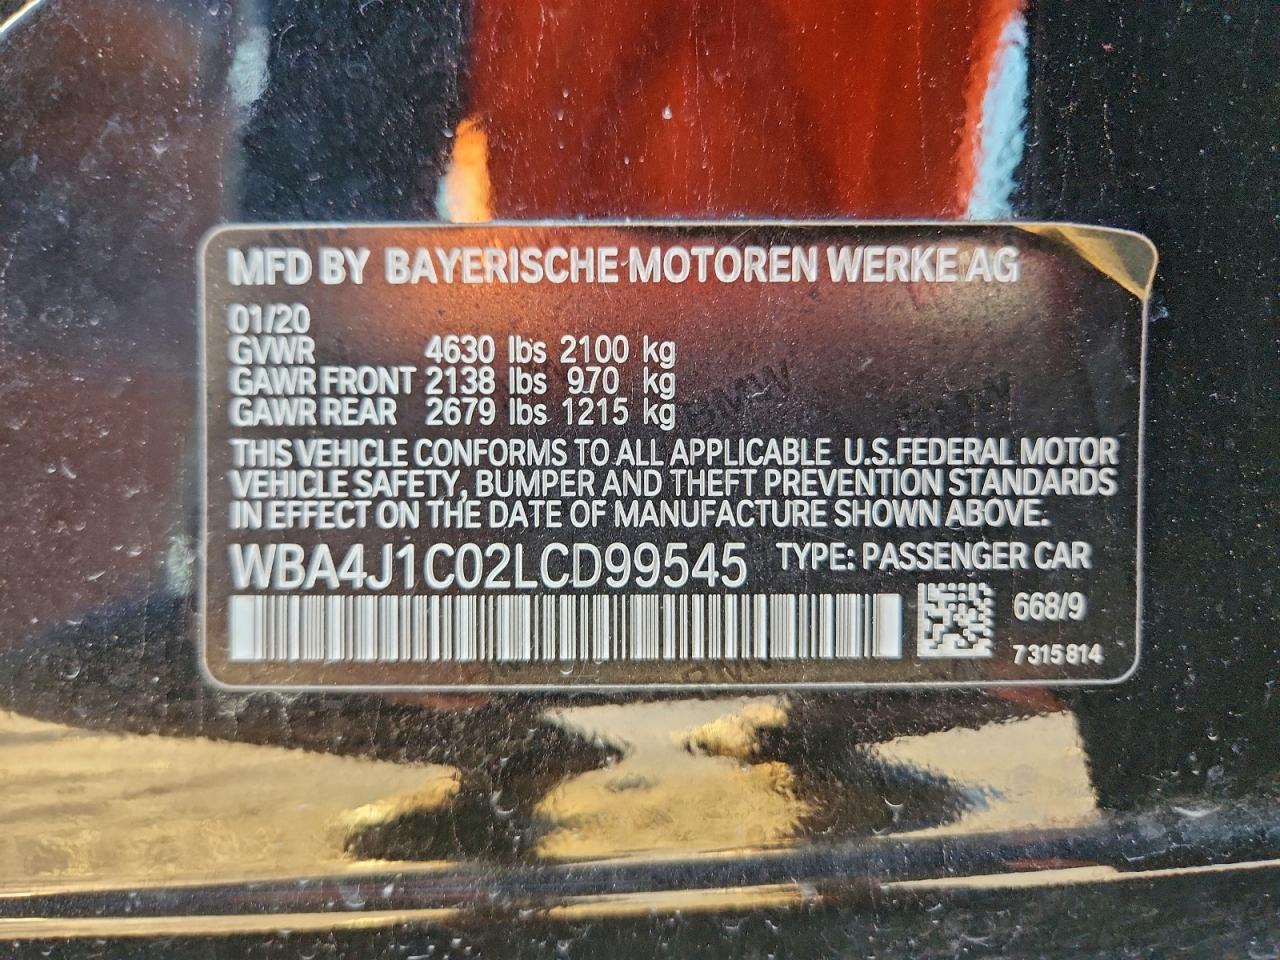 MFD BY BAYERISCHE MOTOREN WERKE AG
01/20
GVWR 4630 lbs 2100 kg
GAWR FRONT 2138 lbs 970 kg
GAWR REAR 2679 lbs 1215 kg
THIS VEHICLE CONFORMS TO ALL APPLICABLE U.S.FEDERAL MOTOR
VEHICLE SAFETY, BUMPER AND THEFT PREVENTION STANDARDS
IN EFFECT ON THE DATE OF MANUFACTURE SHOWN ABOVE.
WBA4J1C02LCD99545 TYPE: PASSENGER CAR
668/9
7 315 814